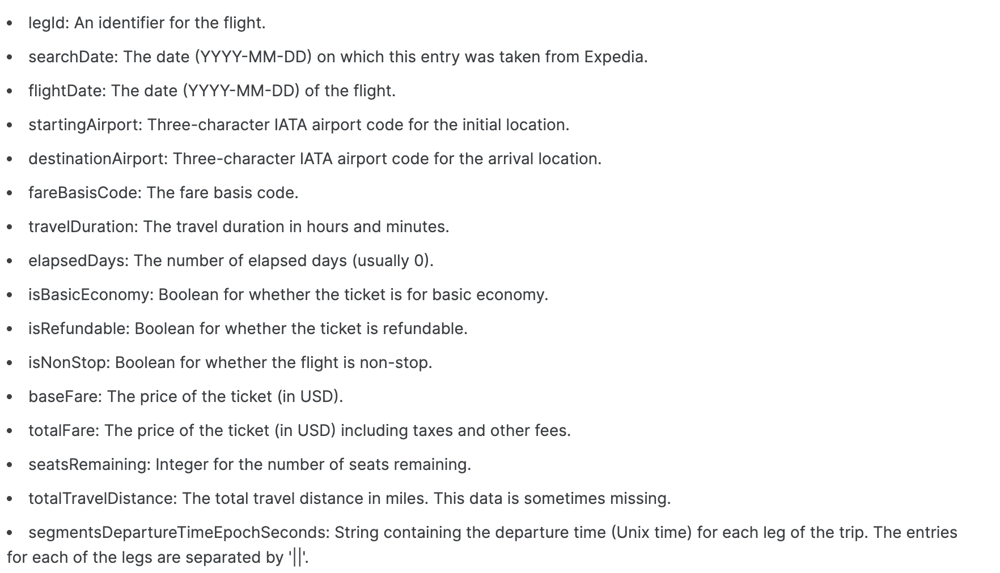 • legId: An identifier for the flight.
• searchDate: The date (YYYY-MM-DD) on which this entry was taken from Expedia.
• flightDate: The date (YYYY-MM-DD) of the flight.
• startingAirport: Three-character IATA airport code for the initial location.
• destinationAirport: Three-character IATA airport code for the arrival location.
• fareBasisCode: The fare basis code.
• travelDuration: The travel duration in hours and minutes.
• elapsedDays: The number of elapsed days (usually 0).
• isBasicEconomy: Boolean for whether the ticket is for basic economy.
• isRefundable: Boolean for whether the ticket is refundable.
• isNonStop: Boolean for whether the flight is non-stop.
• baseFare: The price of the ticket (in USD).
• totalFare: The price of the ticket (in USD) including taxes and other fees.
• seatsRemaining: Integer for the number of seats remaining.
• totalTravelDistance: The total travel distance in miles. This data is sometimes missing.
• segmentsDepartureTimeEpochSeconds: String containing the departure time (Unix time) for each leg of the trip. The entries
for each of the legs are separated by '||'.